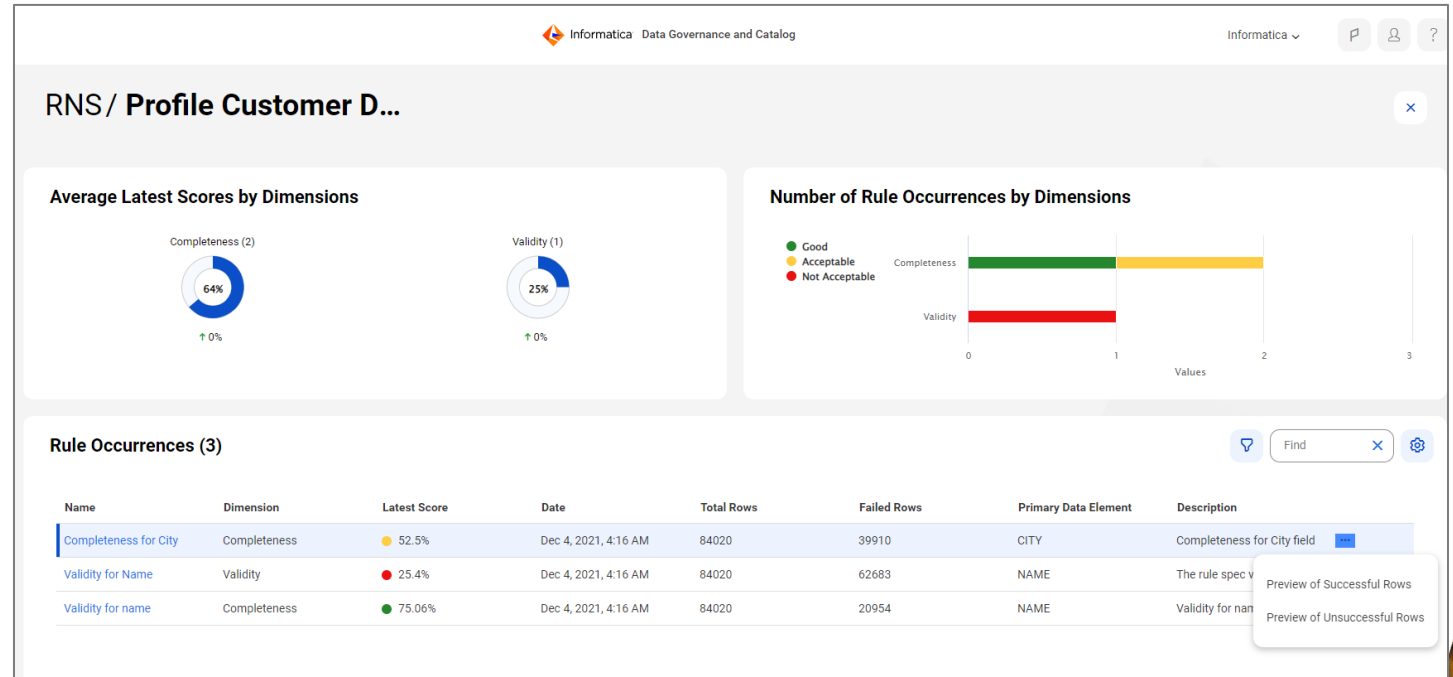 Informatica Data Governance and Catalog
Informatica
?
RNS/ Profile Customer D...
Average Latest Scores by Dimensions
Completeness (2)
64%
↑ 0%
Validity (1)
25%
↑ 0%
Number of Rule Occurrences by Dimensions
Good
Acceptable
Not Acceptable
Completeness
Validity
0 1 2 3
Values
Rule Occurrences (3)
Find
Name Dimension Latest Score Date Total Rows Failed Rows Primary Data Element Description
Completeness for City Completeness 52.5% Dec 4, 2021, 4:16 AM 84020 39910 CITY Completeness for City field ...
Validity for Name Validity 25.4% Dec 4, 2021, 4:16 AM 84020 62683 NAME The rule spec v
Validity for name Completeness 75.06% Dec 4, 2021, 4:16 AM 84020 20954 NAME Validity for nam
Preview of Successful Rows
Preview of Unsuccessful Rows